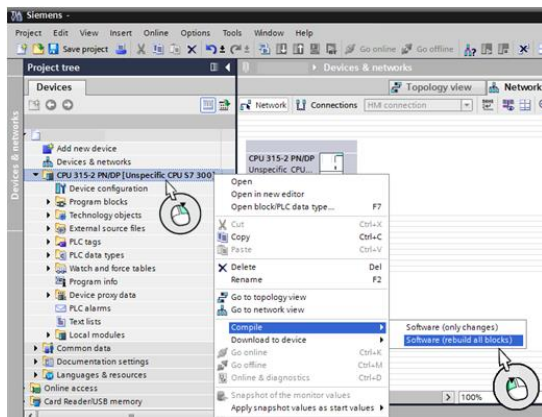 Siemens -
Project Edit View Insert Online Options Tools Window Help
Save project
Go online
Go offline
Project tree
Devices & networks
Devices
Topology view
Network
Network
Connections
HMI connection
Devices & networks
Add new device
Devices & networks
CPU 315-2 PN/DP [Unspecific CPU S7 300]
Device configuration
Program blocks
Technology objects
External source files
PLC tags
PLC data types
Watch and force tables
Program info
Device proxy data
PLC alarms
Text lists
Local modules
Common data
Documentation settings
Languages & resources
Online access
Card Reader/USB memory
CPU 315-2 PN/DP
Unspecific CPU...
Open
Open in new editor
Open block/PLC data type... F7
Cut Ctrl+X
Copy Ctrl+C
Paste Ctrl+V
Delete Del
Rename F2
Go to topology view
Go to network view
Compile
Download to device
Go online Ctrl+K
Go offline Ctrl+M
Online & diagnostics Ctrl+D
Snapshot of the monitor values
Apply snapshot values as start values
Software (only changes)
Software (rebuild all blocks)
100%